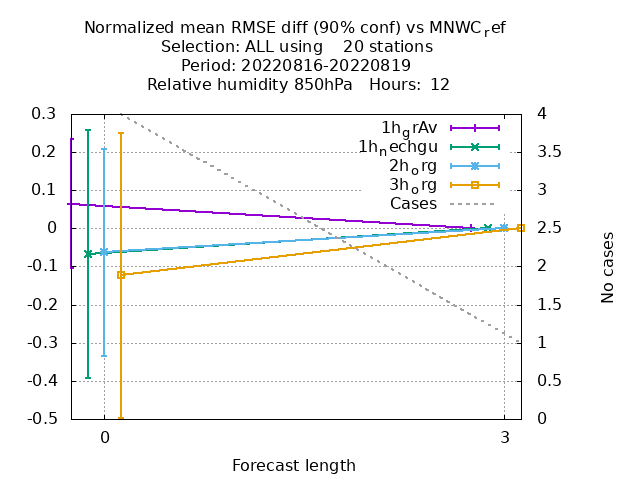 Normalized mean RMSE diff (90% conf) vs MNWC_ref
Selection: ALL using    20 stations
Period: 20220816-20220819
Relative humidity 850hPa   Hours:  12
0.3
0.2
0.1
0
-0.1
-0.2
-0.3
-0.4
-0.5
4
3.5
3
2.5
2
1.5
1
0.5
0
1h_grAv
1h_nechgu
2h_org
3h_org
Cases
No cases
0
3
Forecast length